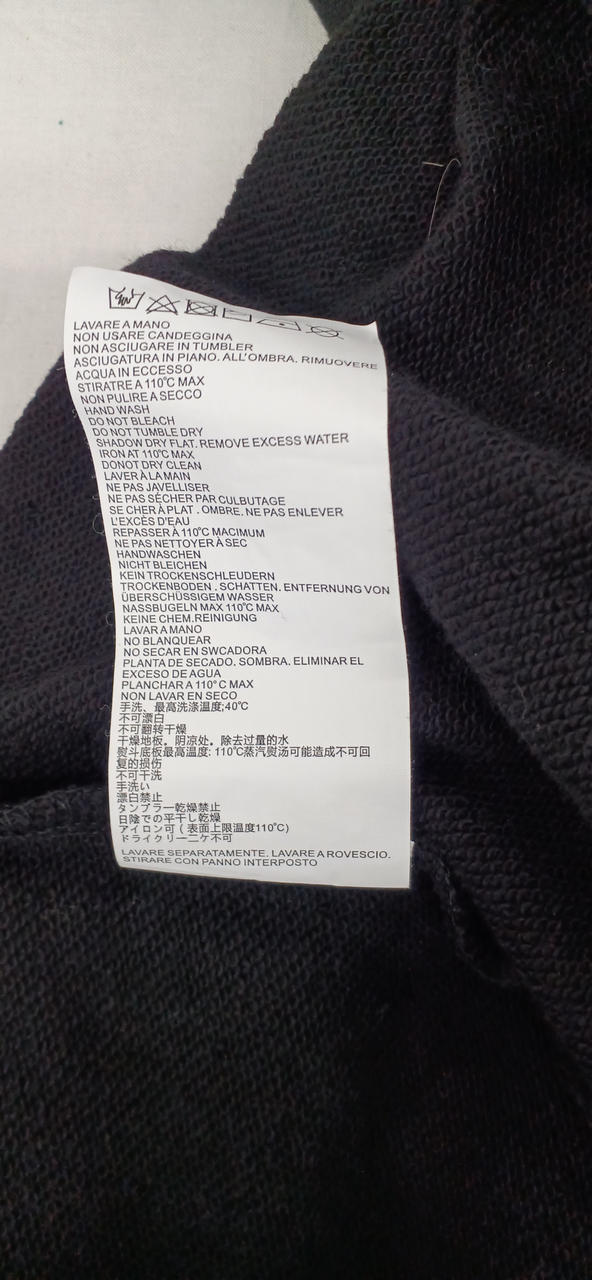 LAVARE A MANO
NON USARE CANDEGGINA
NON ASCIUGARE IN TUMBLER
ASCIUGATURA IN PIANO. ALL'OMBRA. RIMUOVERE
ACQUA IN ECCESSO
STIRATRE A 110°C MAX
NON PULIRE A SECCO
HAND WASH
DO NOT BLEACH
DO NOT TUMBLE DRY
SHADOW DRY FLAT. REMOVE EXCESS WATER
IRON AT 110°C MAX
DONOT DRY CLEAN
LAVER À LA MAIN
NE PAS JAVELLISER
NE PAS SÉCHER PAR CULBUTAGE
SE CHER À PLAT . OMBRE. NE PAS ENLEVER
L'EXCÈS D'EAU
REPASSER À 110°C MACIMUM
NE PAS NETTOYER À SEC
HANDWASCHEN
NICHT BLEICHEN
KEIN TROCKENSCHLEUDERN
TROCKENBODEN . SCHATTEN. ENTFERNUNG VON
ÜBERSCHÜSSIGEM WASSER
NASSBUGELN MAX 110°C MAX
KEINE CHEM.REINIGUNG
LAVAR A MANO
NO BLANQUEAR
NO SECAR EN SWCADORA
PLANTA DE SECADO. SOMBRA. ELIMINAR EL
EXCESO DE AGUA
PLANCHAR A 110°C MAX
NON LAVAR EN SECO
手洗、最高洗涤温度;40℃
不可漂白
不可翻转干燥
干燥地板。阴凉处。除去过量的水
熨斗底板最高温度: 110℃蒸汽熨汤可能造成不可回
复的损伤
不可干洗
手洗い
漂白禁止
タンブラー乾燥禁止
日陰での平干し乾燥
アイロン可 ( 表面上限温度110℃)
ドライクリーニケ不可
LAVARE SEPARATAMENTE. LAVARE A ROVESCIO.
STIRARE CON PANNO INTERPOSTO